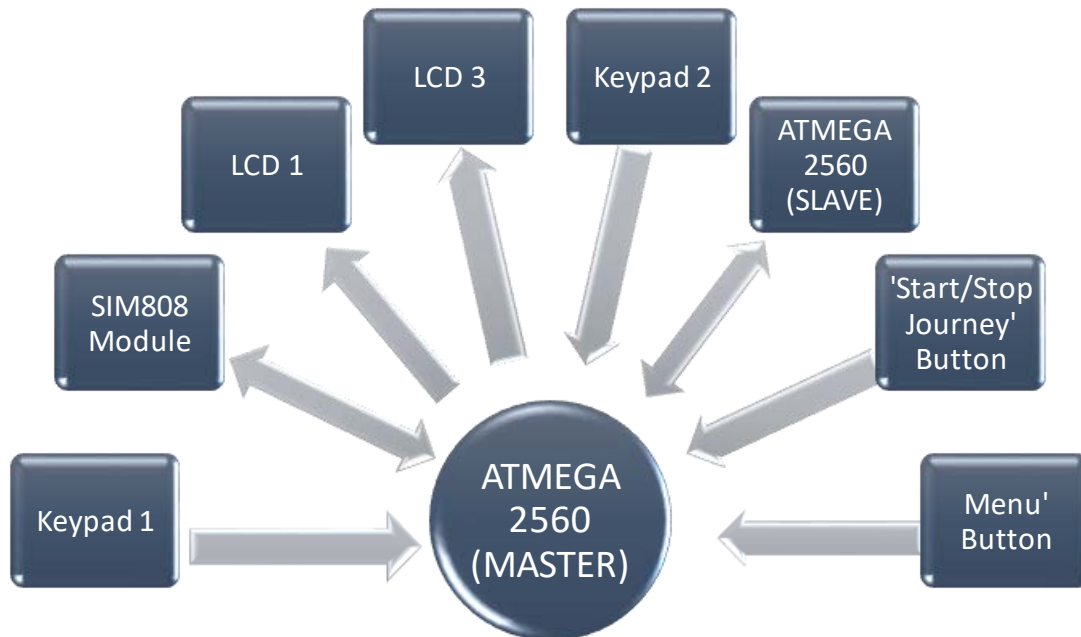 LCD 3
Keypad 2
LCD 1
ATMEGA
2560
(SLAVE)
SIM808
Module
'Start/Stop
Journey'
Button
Keypad 1
ATMEGA
2560
(MASTER)
Menu'
Button